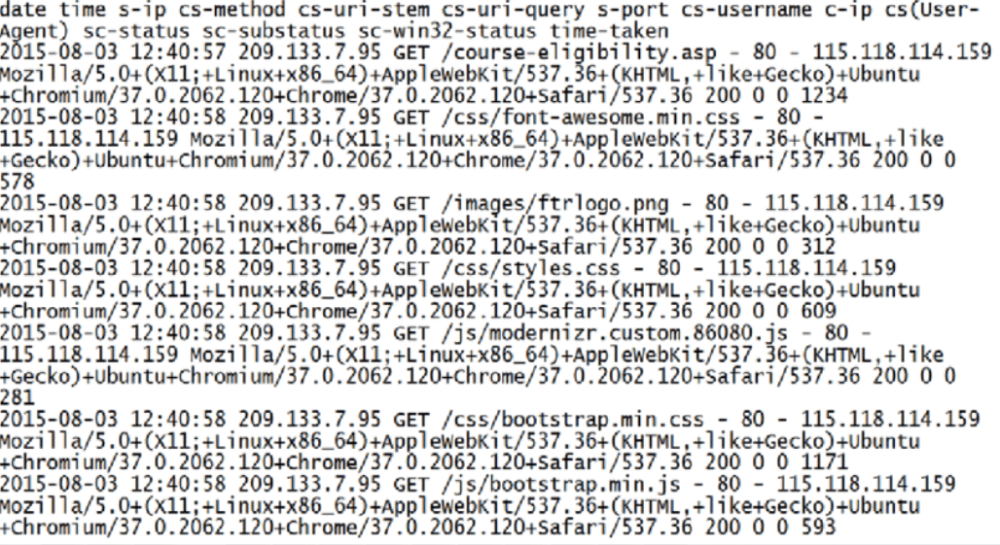 date time s-ip cs-method cs-uri-stem cs-uri-query s-port cs-username c-ip cs(User-
Agent) sc-status sc-substatus sc-win32-status time-taken
2015-08-03 12:40:57 209.133.7.95 GET /course-eligibility.asp - 80 - 115.118.114.159
Mozilla/5.0+(X11;+Linux+x86_64)+AppleWebKit/537.36+(KHTML,+like+Gecko)+Ubuntu
+Chromium/37.0.2062.120+Chrome/37.0.2062.120+Safari/537.36 200 0 0 1234
2015-08-03 12:40:58 209.133.7.95 GET /css/font-awesome.min.css - 80 -
115.118.114.159 Mozilla/5.0+(X11;+Linux+x86_64)+AppleWebKit/537.36+(KHTML,+like
+Gecko)+Ubuntu+Chromium/37.0.2062.120+Chrome/37.0.2062.120+Safari/537.36 200 0 0
578
2015-08-03 12:40:58 209.133.7.95 GET /images/ftrlogo.png - 80 - 115.118.114.159
Mozilla/5.0+(X11;+Linux+x86_64)+AppleWebKit/537.36+(KHTML,+like+Gecko)+Ubuntu
+Chromium/37.0.2062.120+Chrome/37.0.2062.120+Safari/537.36 200 0 0 312
2015-08-03 12:40:58 209.133.7.95 GET /css/styles.css - 80 - 115.118.114.159
Mozilla/5.0+(X11;+Linux+x86_64)+AppleWebKit/537.36+(KHTML,+like+Gecko)+Ubuntu
+Chromium/37.0.2062.120+Chrome/37.0.2062.120+Safari/537.36 200 0 0 609
2015-08-03 12:40:58 209.133.7.95 GET /js/modernizr.custom.86080.js - 80 -
115.118.114.159 Mozilla/5.0+(X11;+Linux+x86_64)+AppleWebKit/537.36+(KHTML,+like
+Gecko)+Ubuntu+Chromium/37.0.2062.120+Chrome/37.0.2062.120+Safari/537.36 200 0 0
281
2015-08-03 12:40:58 209.133.7.95 GET /css/bootstrap.min.css - 80 - 115.118.114.159
Mozilla/5.0+(X11;+Linux+x86_64)+AppleWebKit/537.36+(KHTML,+like+Gecko)+Ubuntu
+Chromium/37.0.2062.120+Chrome/37.0.2062.120+Safari/537.36 200 0 0 1171
2015-08-03 12:40:58 209.133.7.95 GET /js/bootstrap.min.js - 80 - 115.118.114.159
Mozilla/5.0+(X11;+Linux+x86_64)+AppleWebKit/537.36+(KHTML,+like+Gecko)+Ubuntu
+Chromium/37.0.2062.120+Chrome/37.0.2062.120+Safari/537.36 200 0 0 593